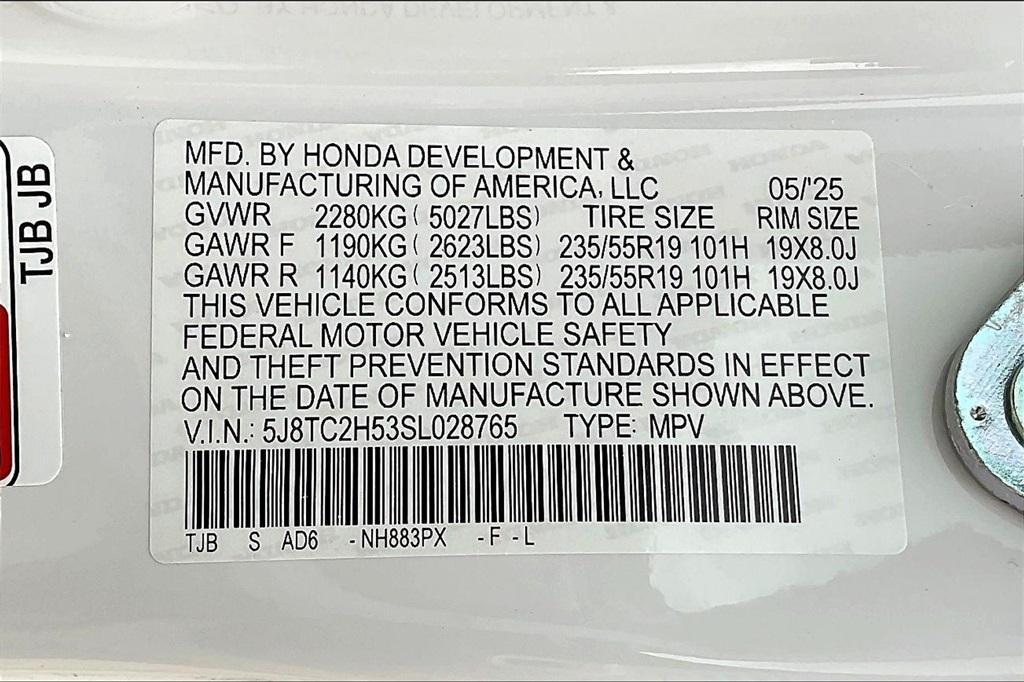 MFD. BY HONDA DEVELOPMENT &
MANUFACTURING OF AMERICA, LLC 05/'25
GVWR 2280KG ( 5027LBS) TIRE SIZE RIM SIZE
GAWR F 1190KG ( 2623LBS) 235/55R19 101H 19X8.0J
GAWR R 1140KG ( 2513LBS) 235/55R19 101H 19X8.0J
THIS VEHICLE CONFORMS TO ALL APPLICABLE
FEDERAL MOTOR VEHICLE SAFETY
AND THEFT PREVENTION STANDARDS IN EFFECT
ON THE DATE OF MANUFACTURE SHOWN ABOVE.
V.I.N.: 5J8TC2H53SL028765 TYPE: MPV
TJB S AD6 -NH883PX -F -L
TJB JB